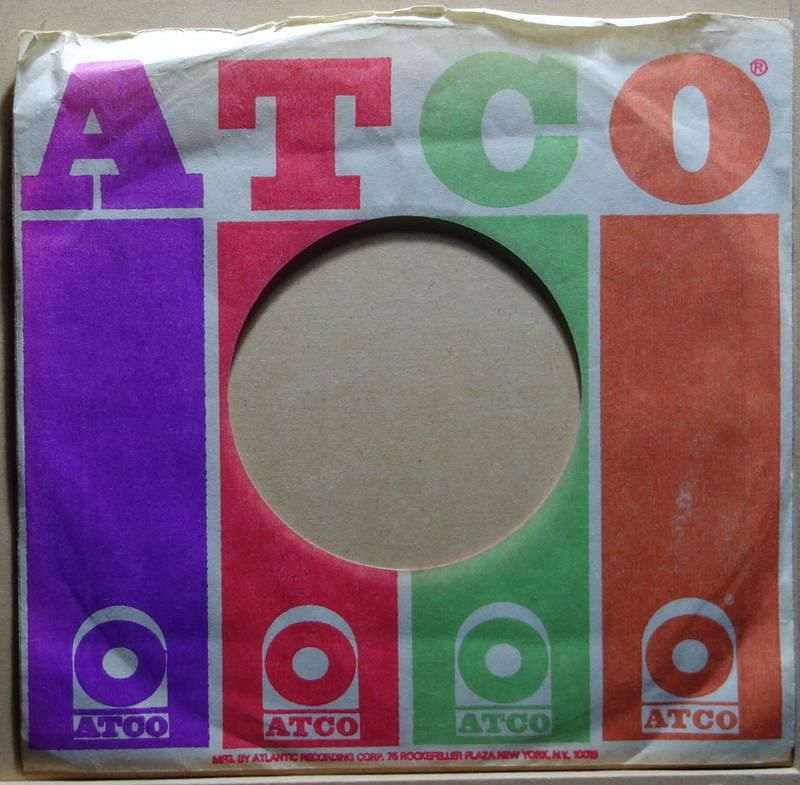 ATCO ®
ATCO ATCO ATCO ATCO
MFG. BY ATLANTIC RECORDING CORP. 75 ROCKEFELLER PLAZA NEW YORK, N.Y. 10019